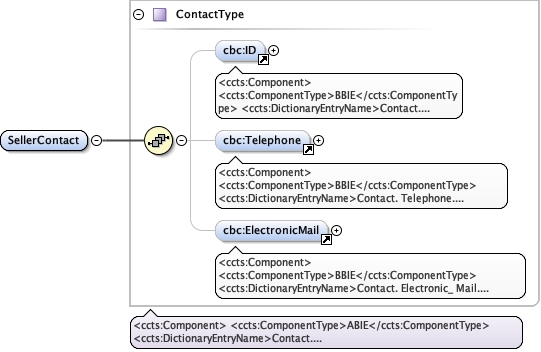 ContactType
cbc:ID
<ccts:Component>
<ccts:ComponentType>BBIE</ccts:ComponentTy
pe> <ccts:DictionaryEntryName>Contact....
SellerContact
cbc:Telephone
<ccts:Component>
<ccts:ComponentType>BBIE</ccts:ComponentType>
<ccts:DictionaryEntryName>Contact. Telephone....
cbc:ElectronicMail
<ccts:Component>
<ccts:ComponentType>BBIE</ccts:ComponentType>
<ccts:DictionaryEntryName>Contact. Electronic_ Mail....
<ccts:Component> <ccts:ComponentType>ABIE</ccts:ComponentType>
<ccts:DictionaryEntryName>Contact....